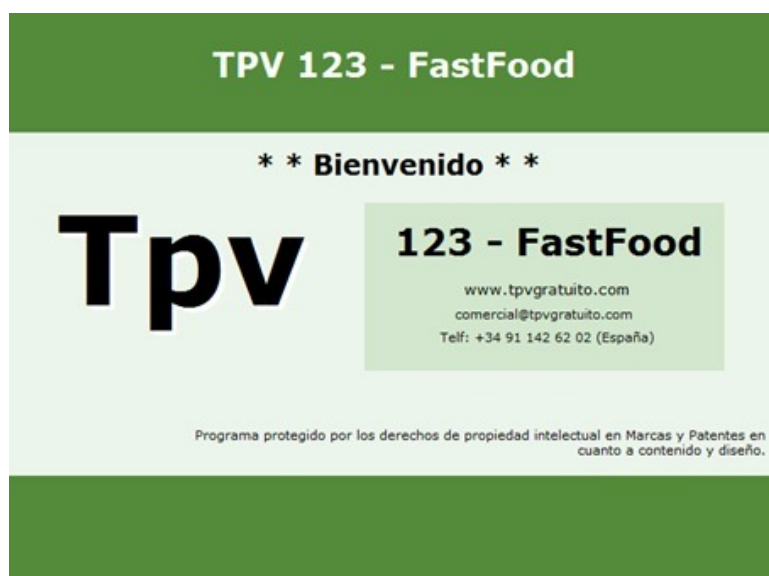 TPV 123 - FastFood
* * Bienvenido * *
Tpv
123 - FastFood
www.tpvgratuito.com
comercial@tpvgratuito.com
Telf: +34 91 142 62 02 (España)
Programa protegido por los derechos de propiedad intelectual en Marcas y Patentes en
cuanto a contenido y diseño.